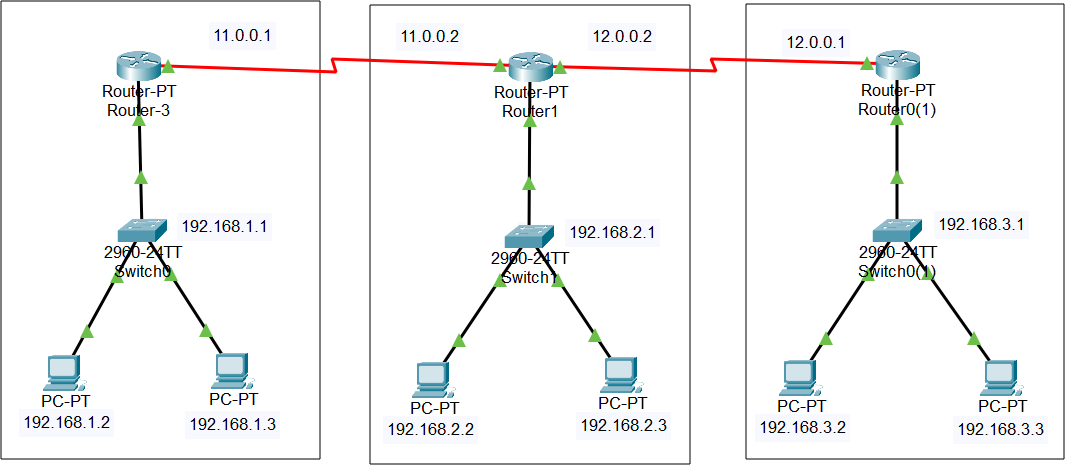 11.0.0.1
11.0.0.2
12.0.0.2
12.0.0.1
Router-PT
Router-3
Router-PT
Router1
Router-PT
Router0(1)
192.168.1.1
2960-24TT
Switch0
192.168.2.1
2960-24TT
Switch1
192.168.3.1
2960-24TT
Switch0(1)
PC-PT
192.168.1.2
PC-PT
192.168.1.3
PC-PT
192.168.2.2
PC-PT
192.168.2.3
PC-PT
192.168.3.2
PC-PT
192.168.3.3